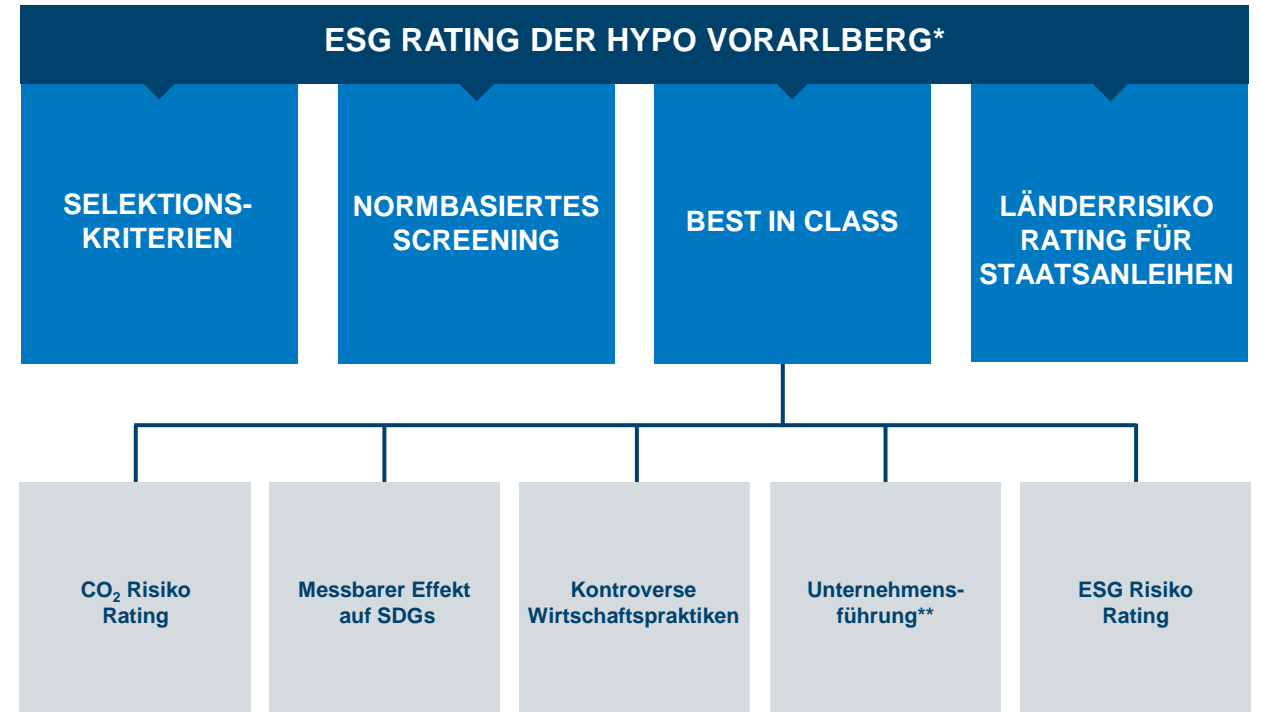 ESG RATING DER HYPO VORARLBERG*
SELEKTIONS-
KRITERIEN
NORMBASIERTES
SCREENING
BEST IN CLASS
LÄNDERRISIKO
RATING FÜR
STAATSANLEIHEN
CO₂ Risiko
Rating
Messbarer Effekt
auf SDGs
Kontroverse
Wirtschaftspraktiken
Unternehmens-
führung**
ESG Risiko
Rating